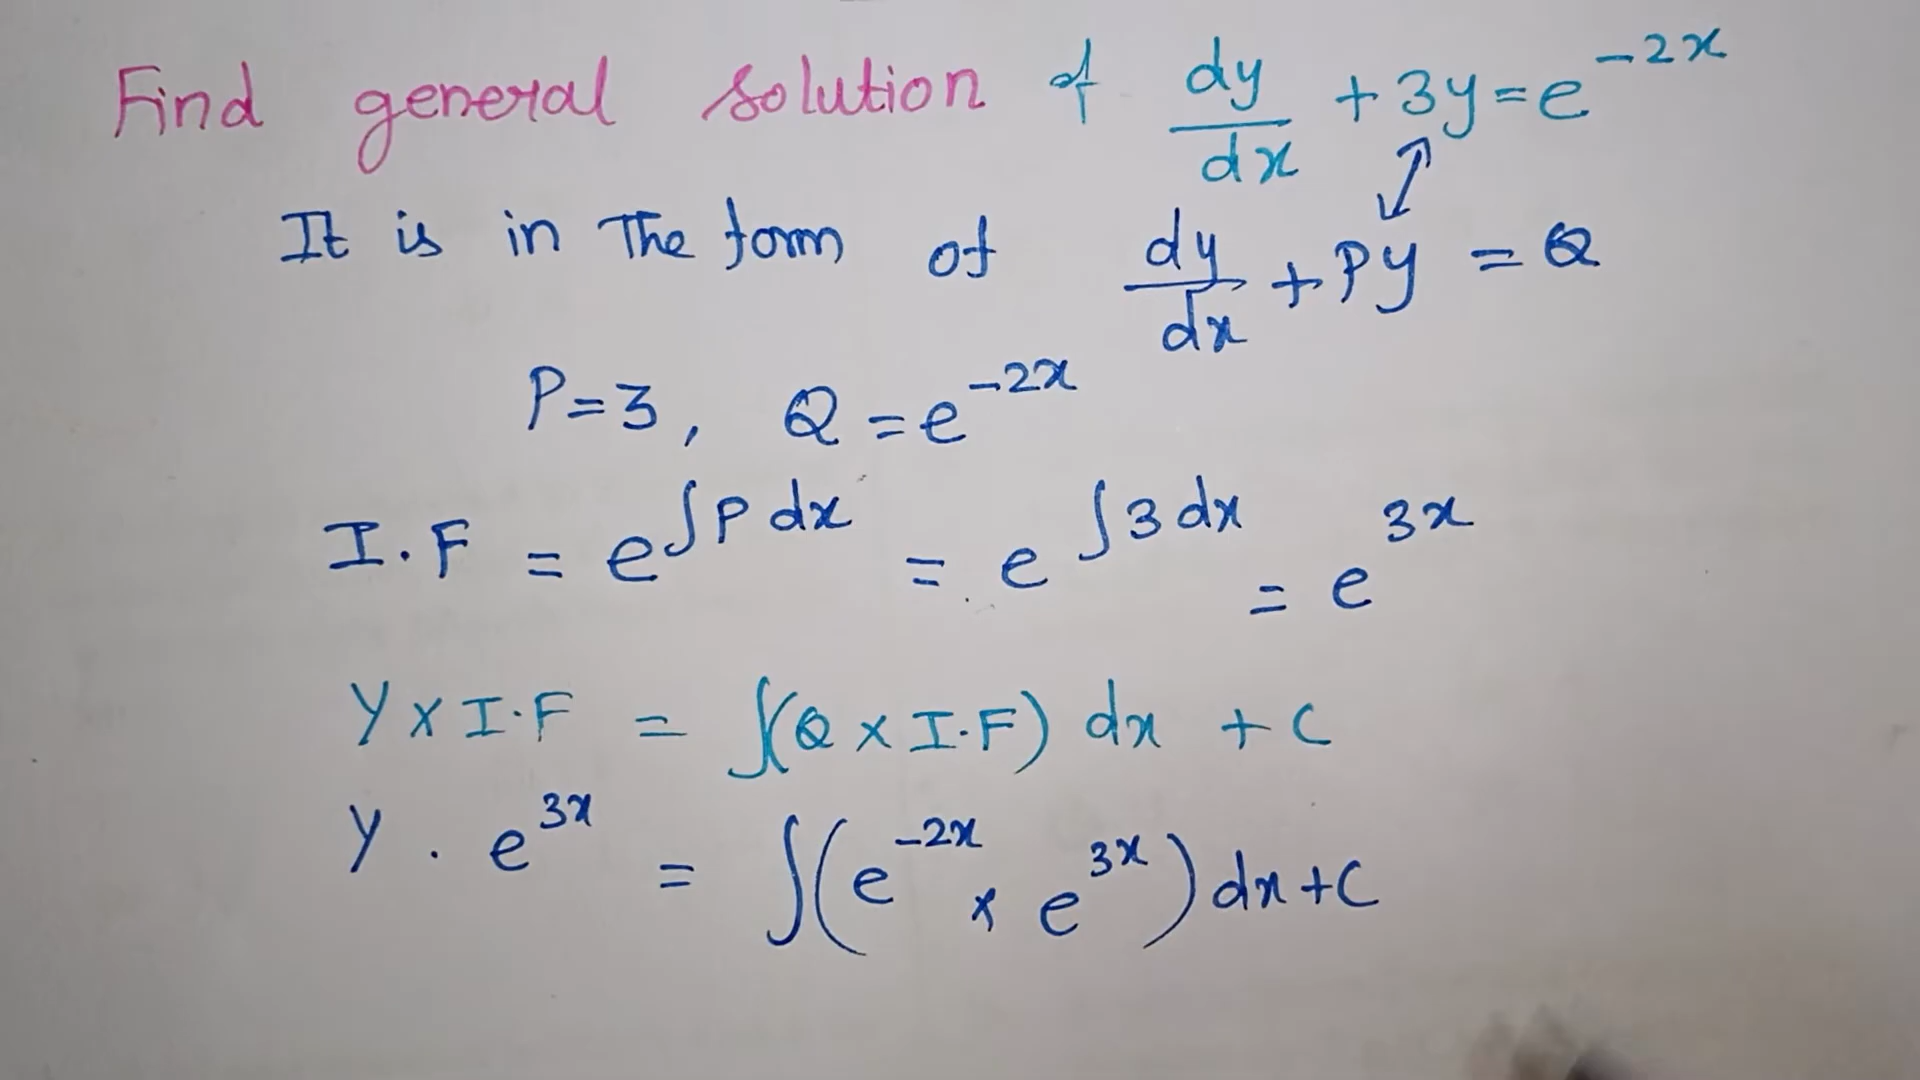 Find general solution of dy/dx + 3y = e^{-2x}
It is in The form of dy/dx + Py = Q
P = 3, Q = e^{-2x}
I.F = e^{∫P dx} = e^{∫3 dx} = e^{3x}
Y × I.F = ∫(Q × I.F) dx + C
Y . e^{3x} = ∫(e^{-2x} × e^{3x}) dx + C